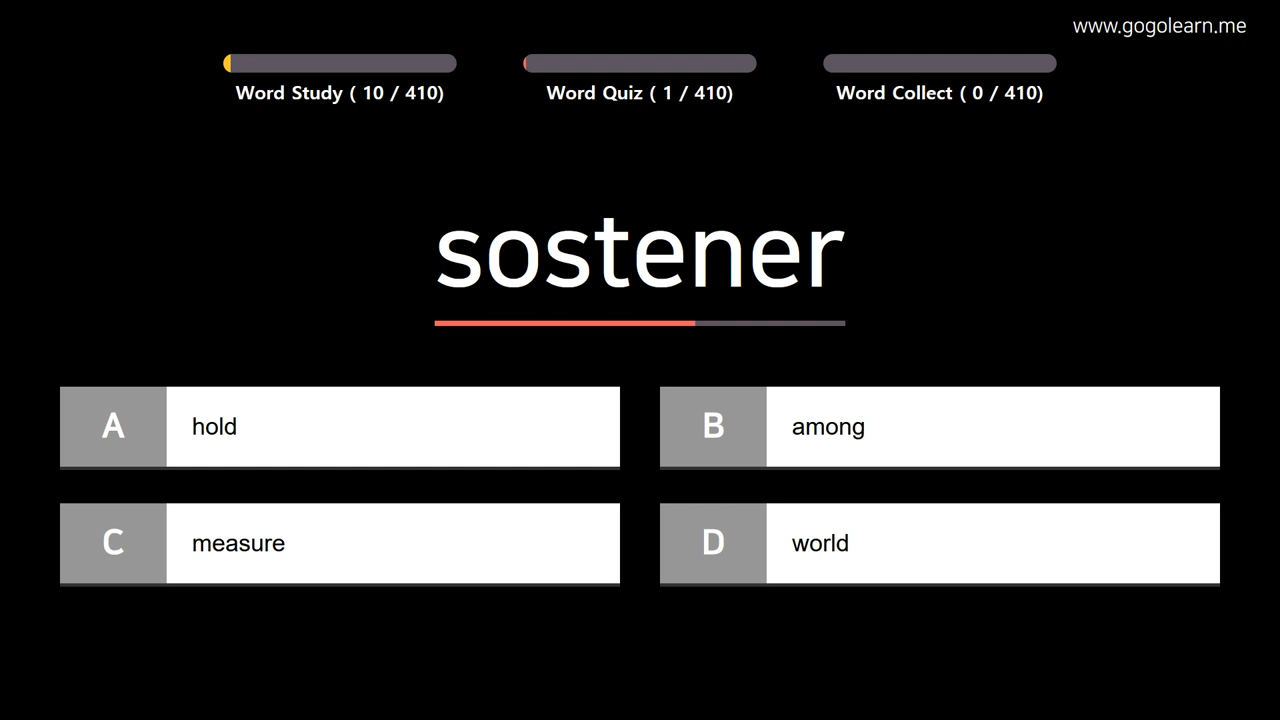 www.gogolearn.me
Word Study ( 10 / 410)
Word Quiz ( 1 / 410)
Word Collect ( 0 / 410)
sostener
A hold
B among
C measure
D world